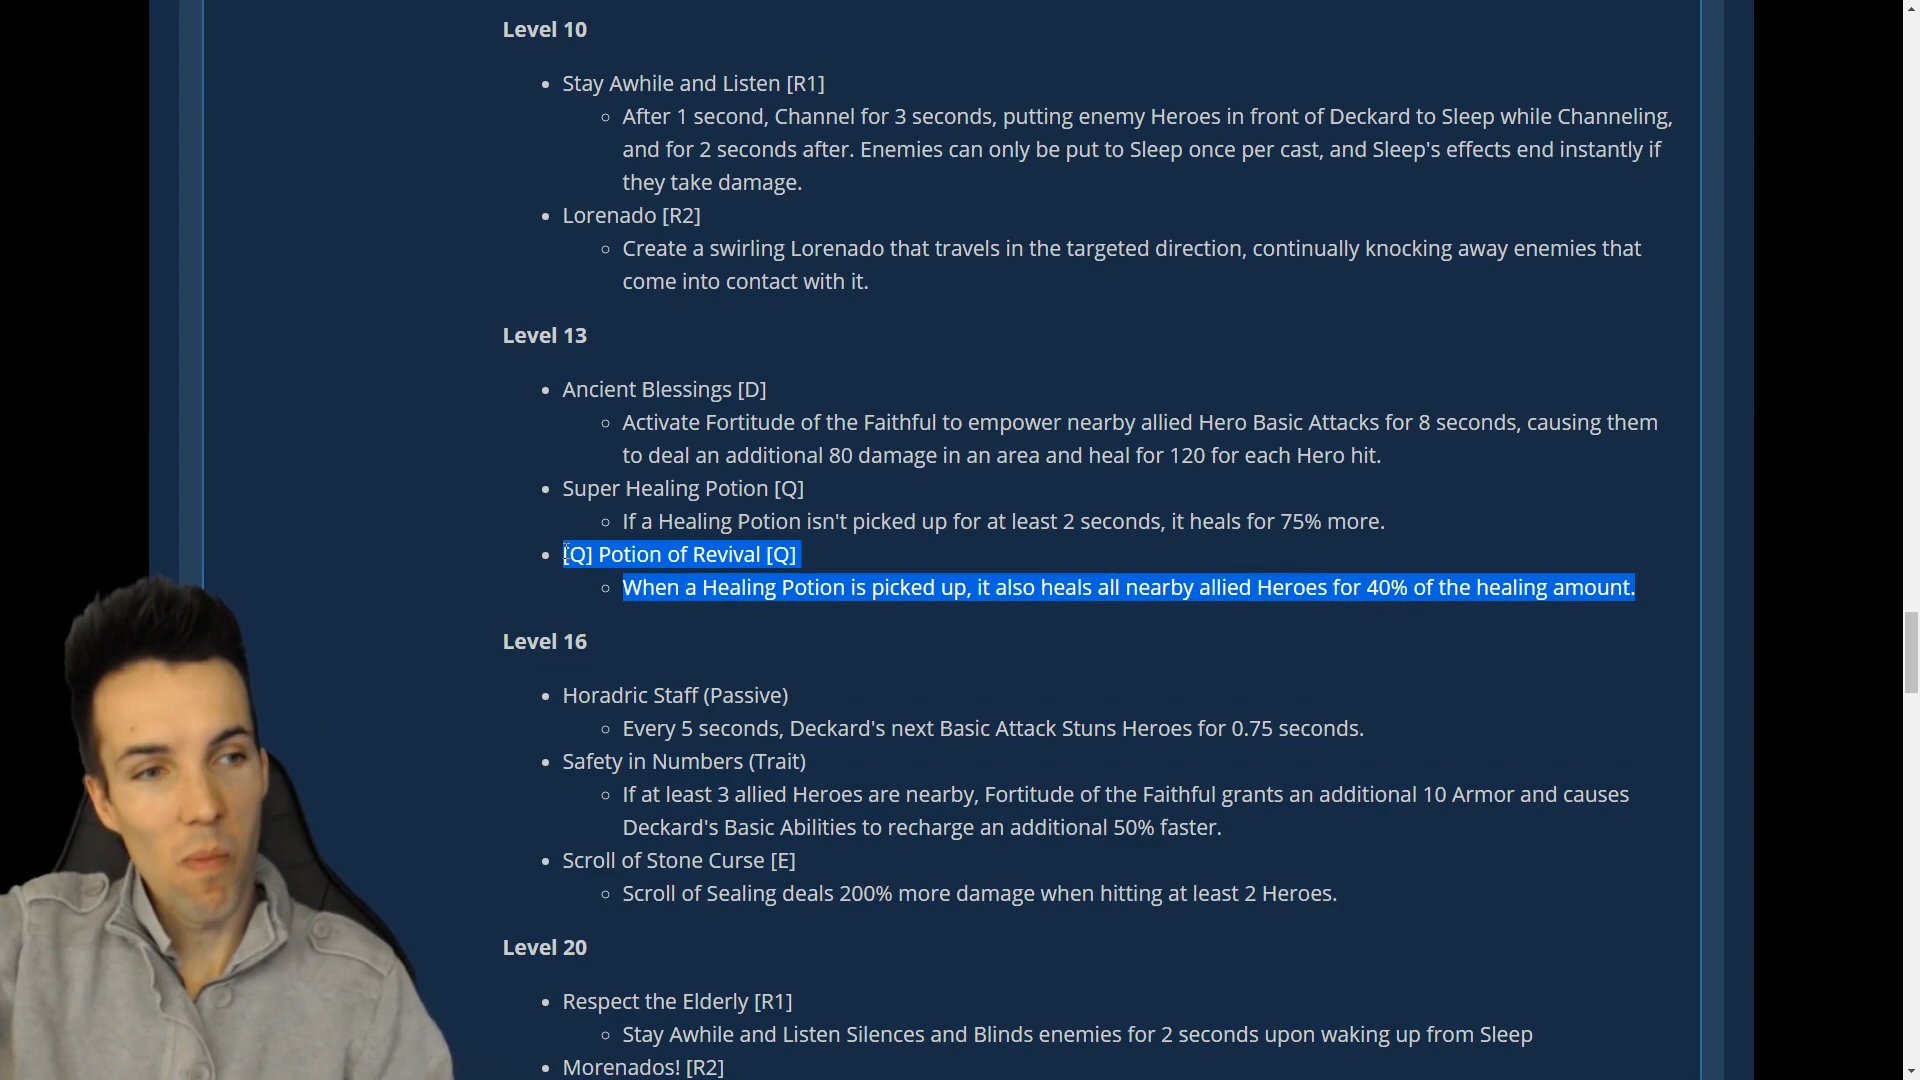 Level 10
Stay Awhile and Listen [R1]
After 1 second, Channel for 3 seconds, putting enemy Heroes in front of Deckard to Sleep while Channeling,
and for 2 seconds after. Enemies can only be put to Sleep once per cast, and Sleep's effects end instantly if
they take damage.
Lorenado [R2]
Create a swirling Lorenado that travels in the targeted direction, continually knocking away enemies that
come into contact with it.
Level 13
Ancient Blessings [D]
Activate Fortitude of the Faithful to empower nearby allied Hero Basic Attacks for 8 seconds, causing them
to deal an additional 80 damage in an area and heal for 120 for each Hero hit.
Super Healing Potion [Q]
If a Healing Potion isn't picked up for at least 2 seconds, it heals for 75% more.
[Q] Potion of Revival [Q]
When a Healing Potion is picked up, it also heals all nearby allied Heroes for 40% of the healing amount.
Level 16
Horadric Staff (Passive)
Every 5 seconds, Deckard's next Basic Attack Stuns Heroes for 0.75 seconds.
Safety in Numbers (Trait)
If at least 3 allied Heroes are nearby, Fortitude of the Faithful grants an additional 10 Armor and causes
Deckard's Basic Abilities to recharge an additional 50% faster.
Scroll of Stone Curse [E]
Scroll of Sealing deals 200% more damage when hitting at least 2 Heroes.
Level 20
Respect the Elderly [R1]
Stay Awhile and Listen Silences and Blinds enemies for 2 seconds upon waking up from Sleep
Morenados! [R2]